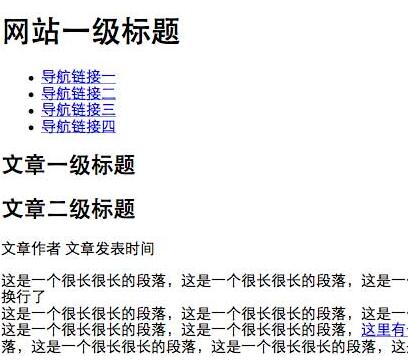 网站一级标题
导航链接一
导航链接二
导航链接三
导航链接四
文章一级标题
文章二级标题
文章作者 文章发表时间
这是一个很长很长的段落，这是一个很长很长的段落，这是一
换行了
这是一个很长很长的段落，这是一个很长很长的段落，这是一
这是一个很长很长的段落，这是一个很长很长的段落，这里有
落，这是一个很长很长的段落，这是一个很长很长的段落，这